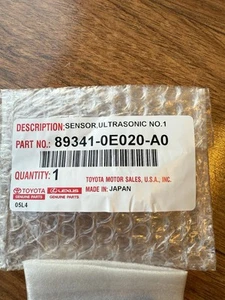 DESCRIPTION: SENSOR,ULTRASONIC NO.1
PART NO.: 89341-0E020-A0
QUANTITY: 1 TOYOTA MOTOR SALES, U.S.A., INC.
TOYOTA LEXUS MADE IN: JAPAN
GENUINE PARTS GENUINE PARTS
05L4